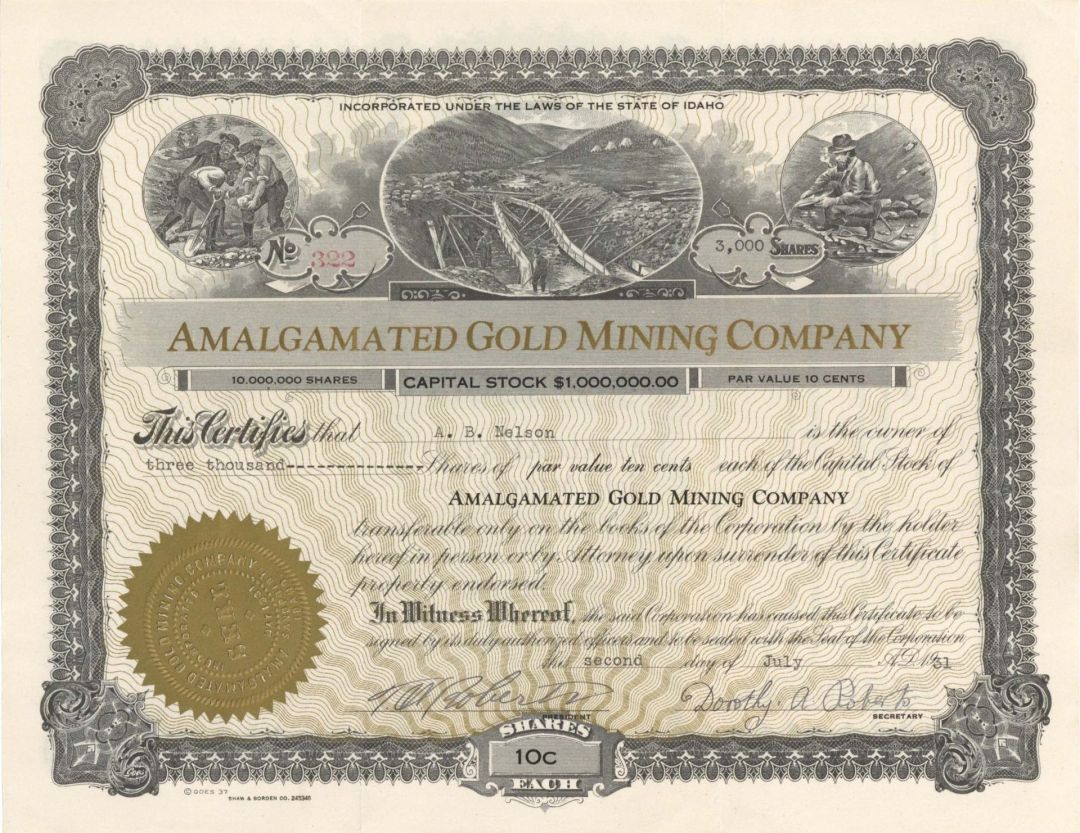 INCORPORATED UNDER THE LAWS OF THE STATE OF IDAHO
No 322
3,000 SHARES
AMALGAMATED GOLD MINING COMPANY
10.000,000 SHARES
CAPITAL STOCK $1,000,000.00
PAR VALUE 10 CENTS
This Certifies that A. B. Nelson is the owner of
three thousand------------------Shares of par value ten cents each of the Capital Stock of
AMALGAMATED GOLD MINING COMPANY
transferable only on the books of the Corporation by the holder
hereof in person or by Attorney upon surrender of this Certificate
properly endorsed.
In Witness Whereof, the said Corporation has caused this Certificate to be
signed by its duly authorized officers and to be sealed with the Seal of the Corporation
this second day of July A.D. 1931
Dorothy A Roberts
PRESIDENT
SECRETARY
SHARES
10C
EACH
AMALGAMATED GOLD MINING COMPANY
© GOES 37
SHAW & BORDEN CO. 245346
Goes